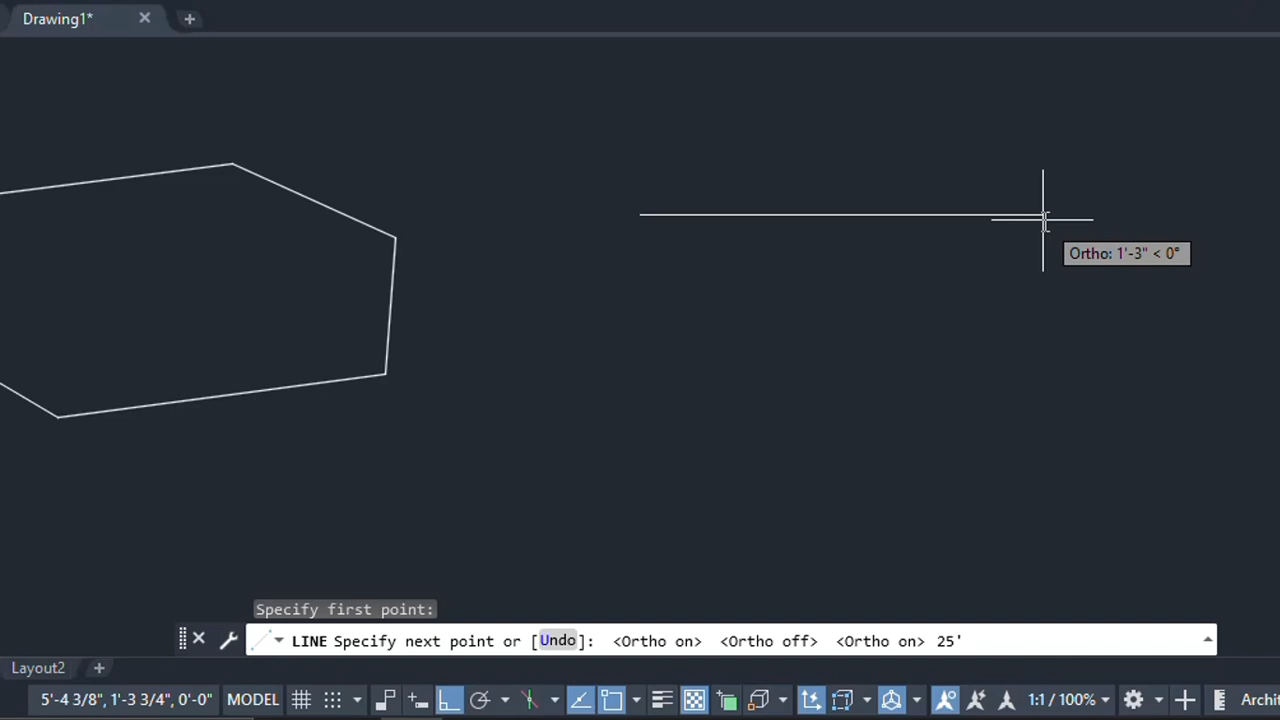 Drawing1*
Ortho: 1'-3" < 0°
Specify first point:
LINE Specify next point or [Undo]: <Ortho on> <Ortho off> <Ortho on> 25'
Layout2
5'-4 3/8", 1'-3 3/4", 0'-0" MODEL 1:1 / 100% Archi